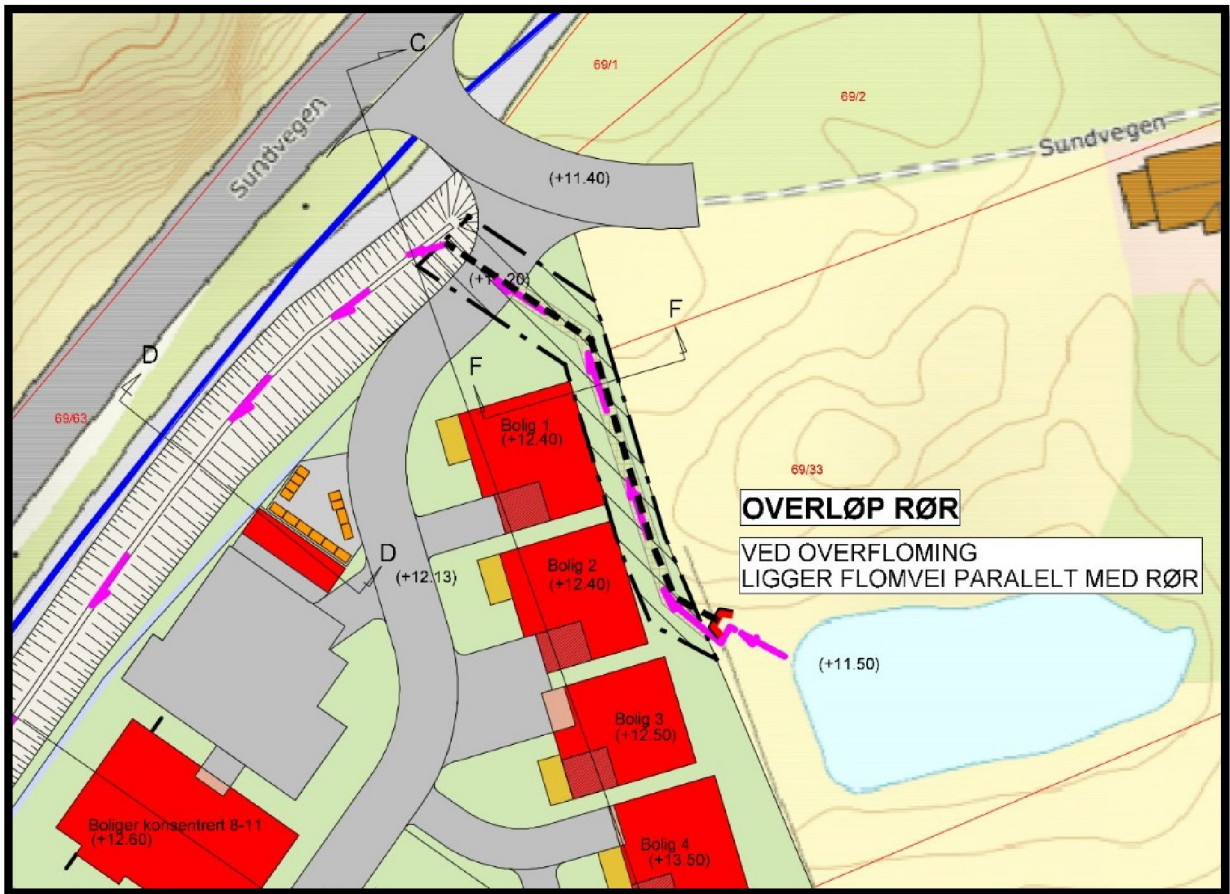 C
69/1
69/2
Sundvegen
Sundvegen
(+11.40)
F
D
F
69/63
Bolig 1
(+12.40)
69/33
OVERLØP RØR
VED OVERFLOMING
LIGGER FLOMVEI PARALELT MED RØR
D
(+12.13)
Bolig 2
(+12.40)
(+11.50)
Bolig 3
(+12.50)
Boliger konsentrert 8-11
(+12.60)
Bolig 4
(+13.50)